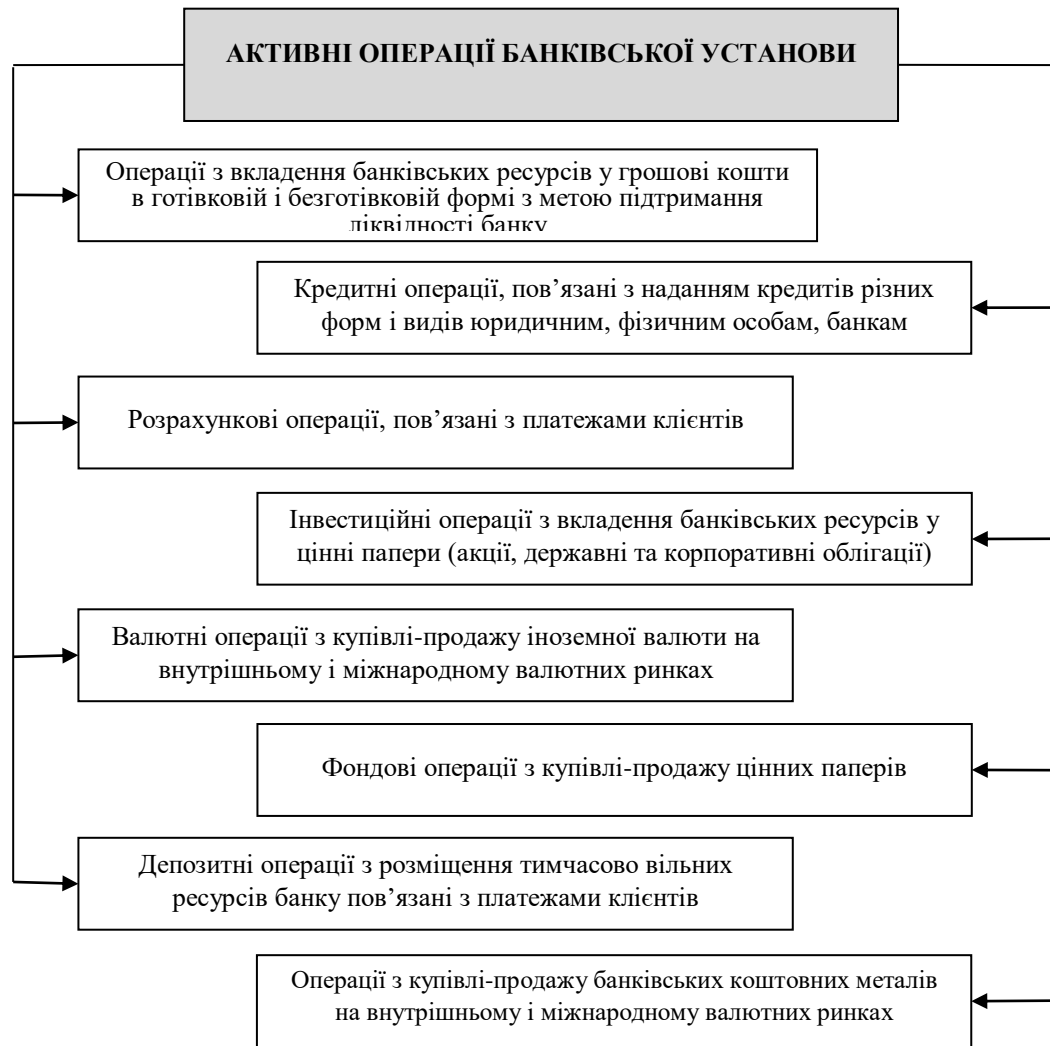 АКТИВНІ ОПЕРАЦІЇ БАНКІВСЬКОЇ УСТАНОВИ
Операції з вкладення банківських ресурсів у грошові кошти
в готівковій і безготівковій формі з метою підтримання
ліквідності банку
Кредитні операції, пов’язані з наданням кредитів різних
форм і видів юридичним, фізичним особам, банкам
Розрахункові операції, пов’язані з платежами клієнтів
Інвестиційні операції з вкладення банківських ресурсів у
цінні папери (акції, державні та корпоративні облігації)
Валютні операції з купівлі-продажу іноземної валюти на
внутрішньому і міжнародному валютних ринках
Фондові операції з купівлі-продажу цінних паперів
Депозитні операції з розміщення тимчасово вільних
ресурсів банку пов’язані з платежами клієнтів
Операції з купівлі-продажу банківських коштовних металів
на внутрішньому і міжнародному валютних ринках